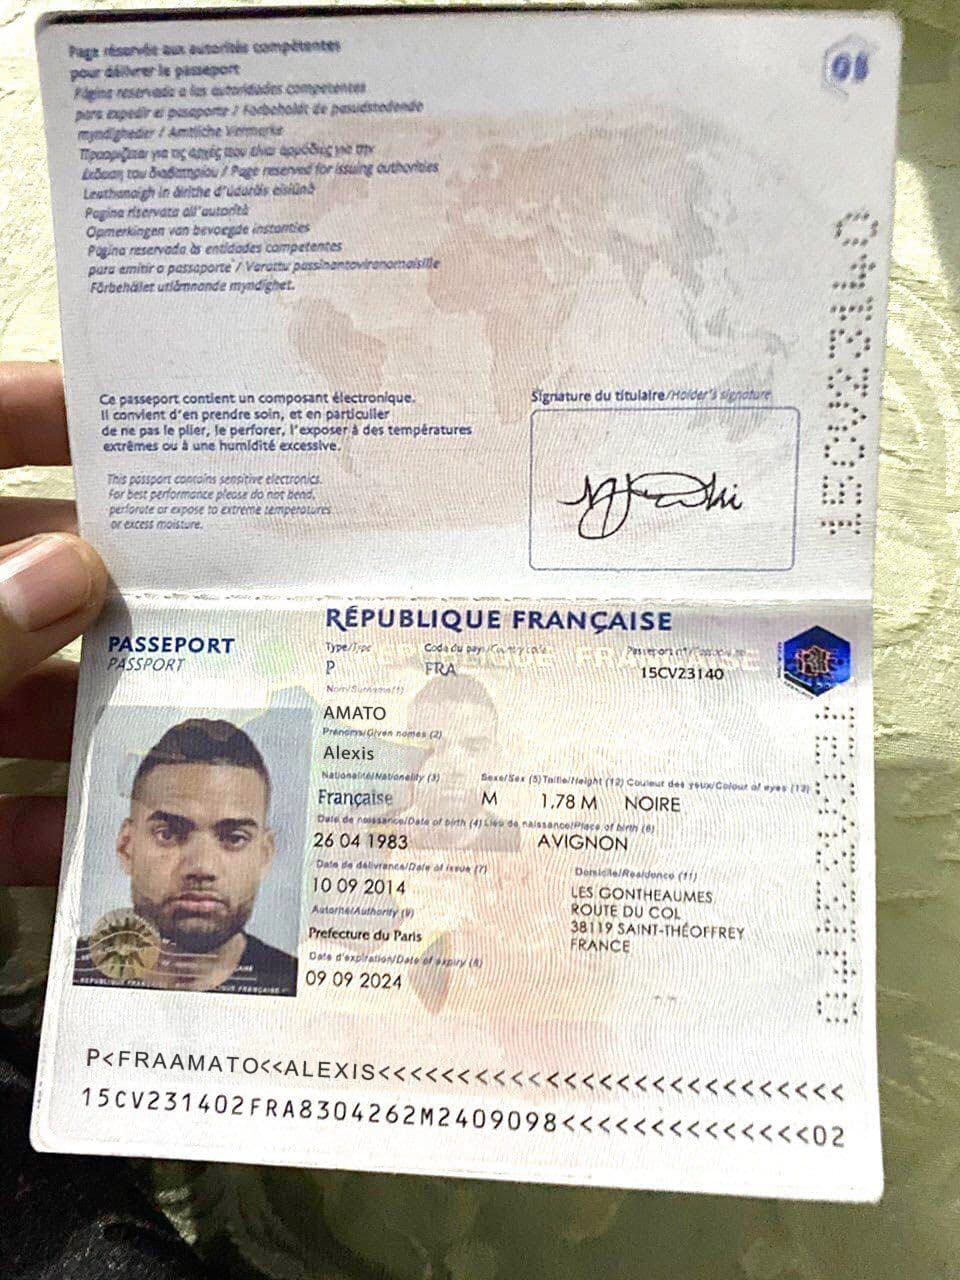 Page réservée aux autorités compétentes
pour délivrer le passeport
Página reservada a las autoridades competentes
para expedir el pasaporte / Forbeholdt de pasudstedende
myndigheder / Amtliche Vermerke
Προορίζεται για τις αρχές που είναι αρμόδιες για την
έκδοση του διαβατηρίου / Page reserved for issuing authorities
Leathanaigh in áirithe d'údarás eisiúna
Pagina riservata all'autorità
Opmerkingen van bevoegde instanties
Página reservada às entidades competentes
para emitir o passaporte / Varattu passinantoviranomaisille
Förbehållet utlämnande myndighet.
Ce passeport contient un composant électronique.
Il convient d'en prendre soin, et en particulier
de ne pas le plier, le perforer, l'exposer à des températures
extrêmes ou à une humidité excessive.
This passport contains sensitive electronics.
For best performance please do not bend,
perforate or expose to extreme temperatures
or excess moisture.
Signature du titulaire/Holder's signature
15CV23140
RÉPUBLIQUE FRANÇAISE
PASSEPORT
PASSPORT
Type/Type Code du pays/Country code Passeport n°/Passport
P FRA 15CV23140
Nom/Surname(1)
AMATO
Prénoms/Given names (2)
Alexis
Nationalité/Nationality (3) Sexe/Sex (5) Taille/Height (12) Couleur des yeux/Colour of eyes (13)
Française M 1.78 M NOIRE
Date de naissance/Date of birth (4) Lieu de naissance/Place of birth (6)
26 04 1983 AVIGNON
Date de délivrance/Date of issue (7) Domicile/Residence (11)
10 09 2014 LES GONTHEAUMES
ROUTE DU COL
Autorité/Authority (9) 38119 SAINT-THÉOFFREY
Prefecture du Paris FRANCE
Date d'expiration/Date of expiry (8)
09 09 2024
P<FRAAMATO<<ALEXIS<<<<<<<<<<<<<<<<<<<<<<<<<<
15CV231402FRA8304262M2409098<<<<<<<<<<<<<<02